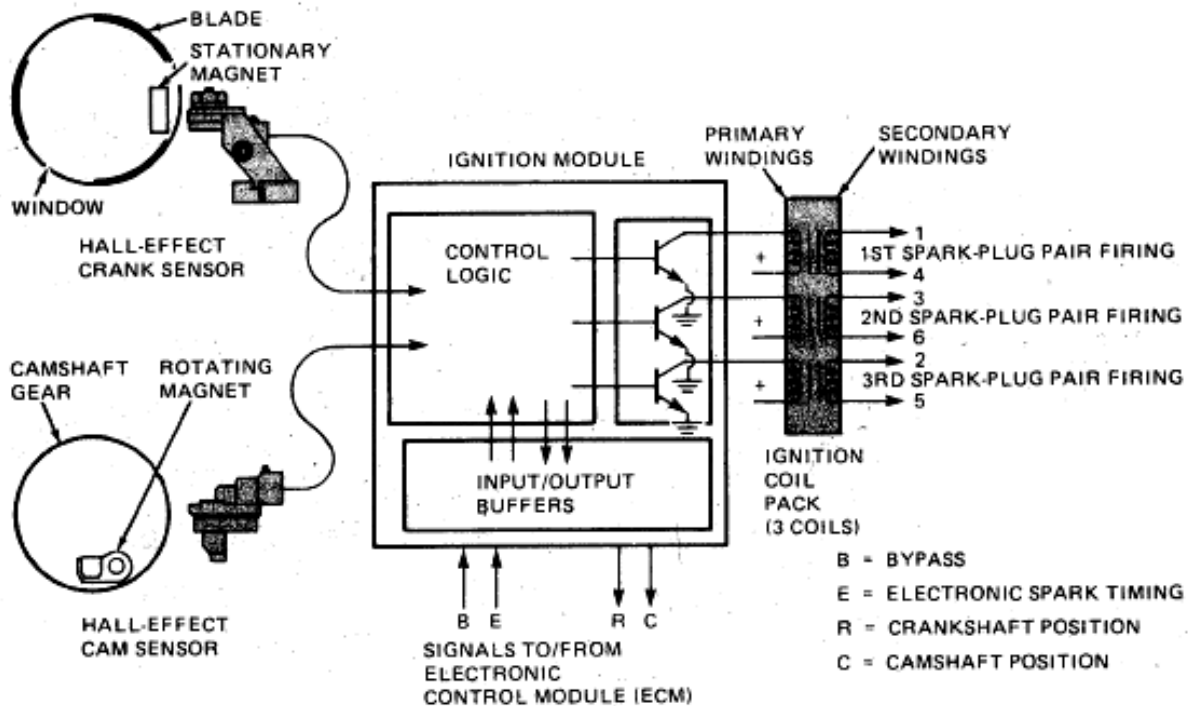 BLADE
STATIONARY
MAGNET
WINDOW
HALL-EFFECT
CRANK SENSOR
CAMSHAFT
GEAR
ROTATING
MAGNET
HALL-EFFECT
CAM SENSOR
IGNITION MODULE
CONTROL
LOGIC
INPUT/OUTPUT
BUFFERS
B E R C
SIGNALS TO/FROM
ELECTRONIC
CONTROL MODULE (ECM)
PRIMARY
WINDINGS
SECONDARY
WINDINGS
1
+ 1ST SPARK-PLUG PAIR FIRING
4
3
+ 2ND SPARK-PLUG PAIR FIRING
6
2
+ 3RD SPARK-PLUG PAIR FIRING
5
IGNITION
COIL
PACK
(3 COILS)
B = BYPASS
E = ELECTRONIC SPARK TIMING
R = CRANKSHAFT POSITION
C = CAMSHAFT POSITION